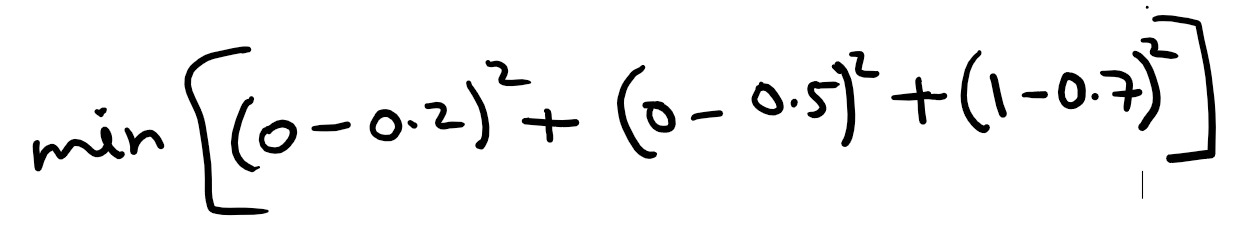 min [(0 - 0.2)² + (0 - 0.5)² + (1 - 0.7)²]